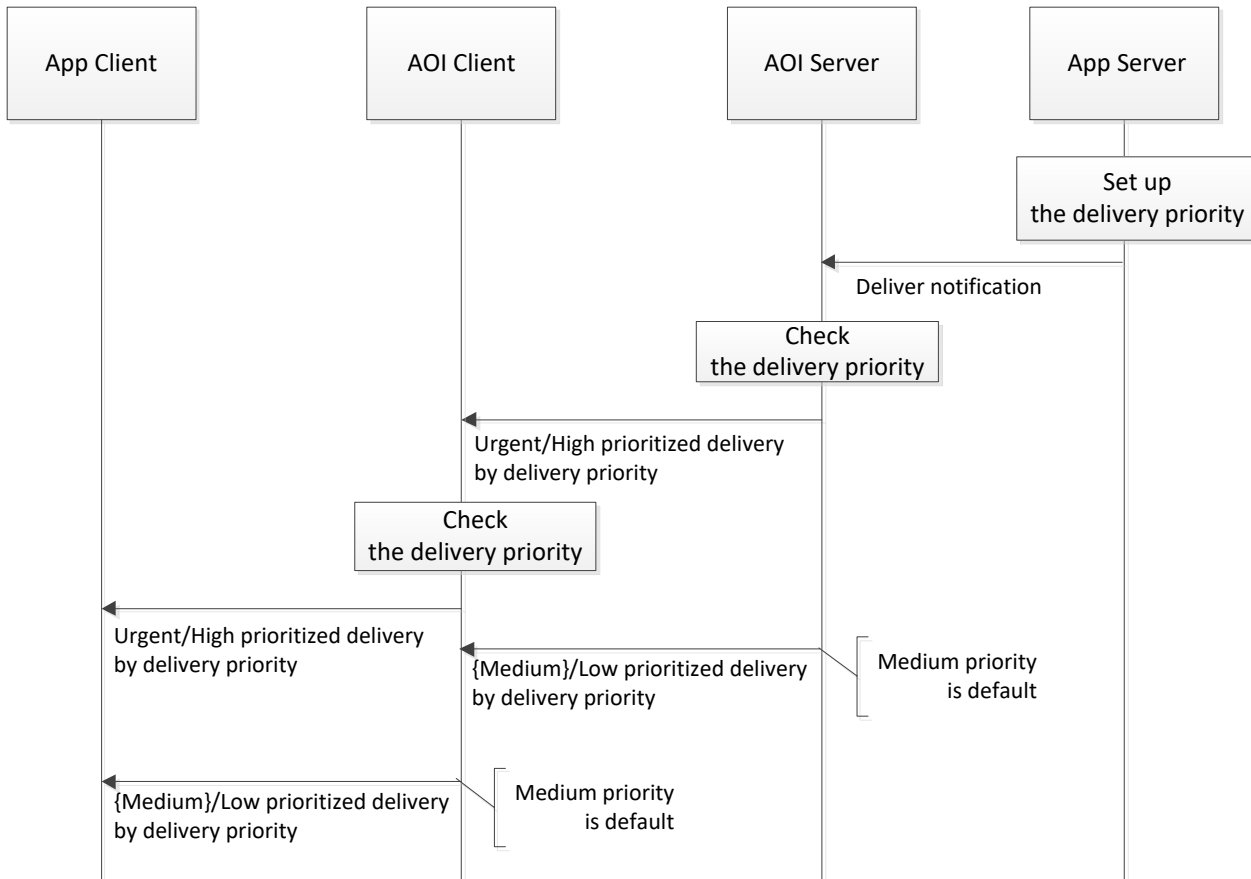 App Client
AOI Client
AOI Server
App Server
Set up
the delivery priority
Deliver notification
Check
the delivery priority
Urgent/High prioritized delivery
by delivery priority
Check
the delivery priority
Urgent/High prioritized delivery
by delivery priority
{Medium}/Low prioritized delivery
by delivery priority
Medium priority
is default
{Medium}/Low prioritized delivery
by delivery priority
Medium priority
is default